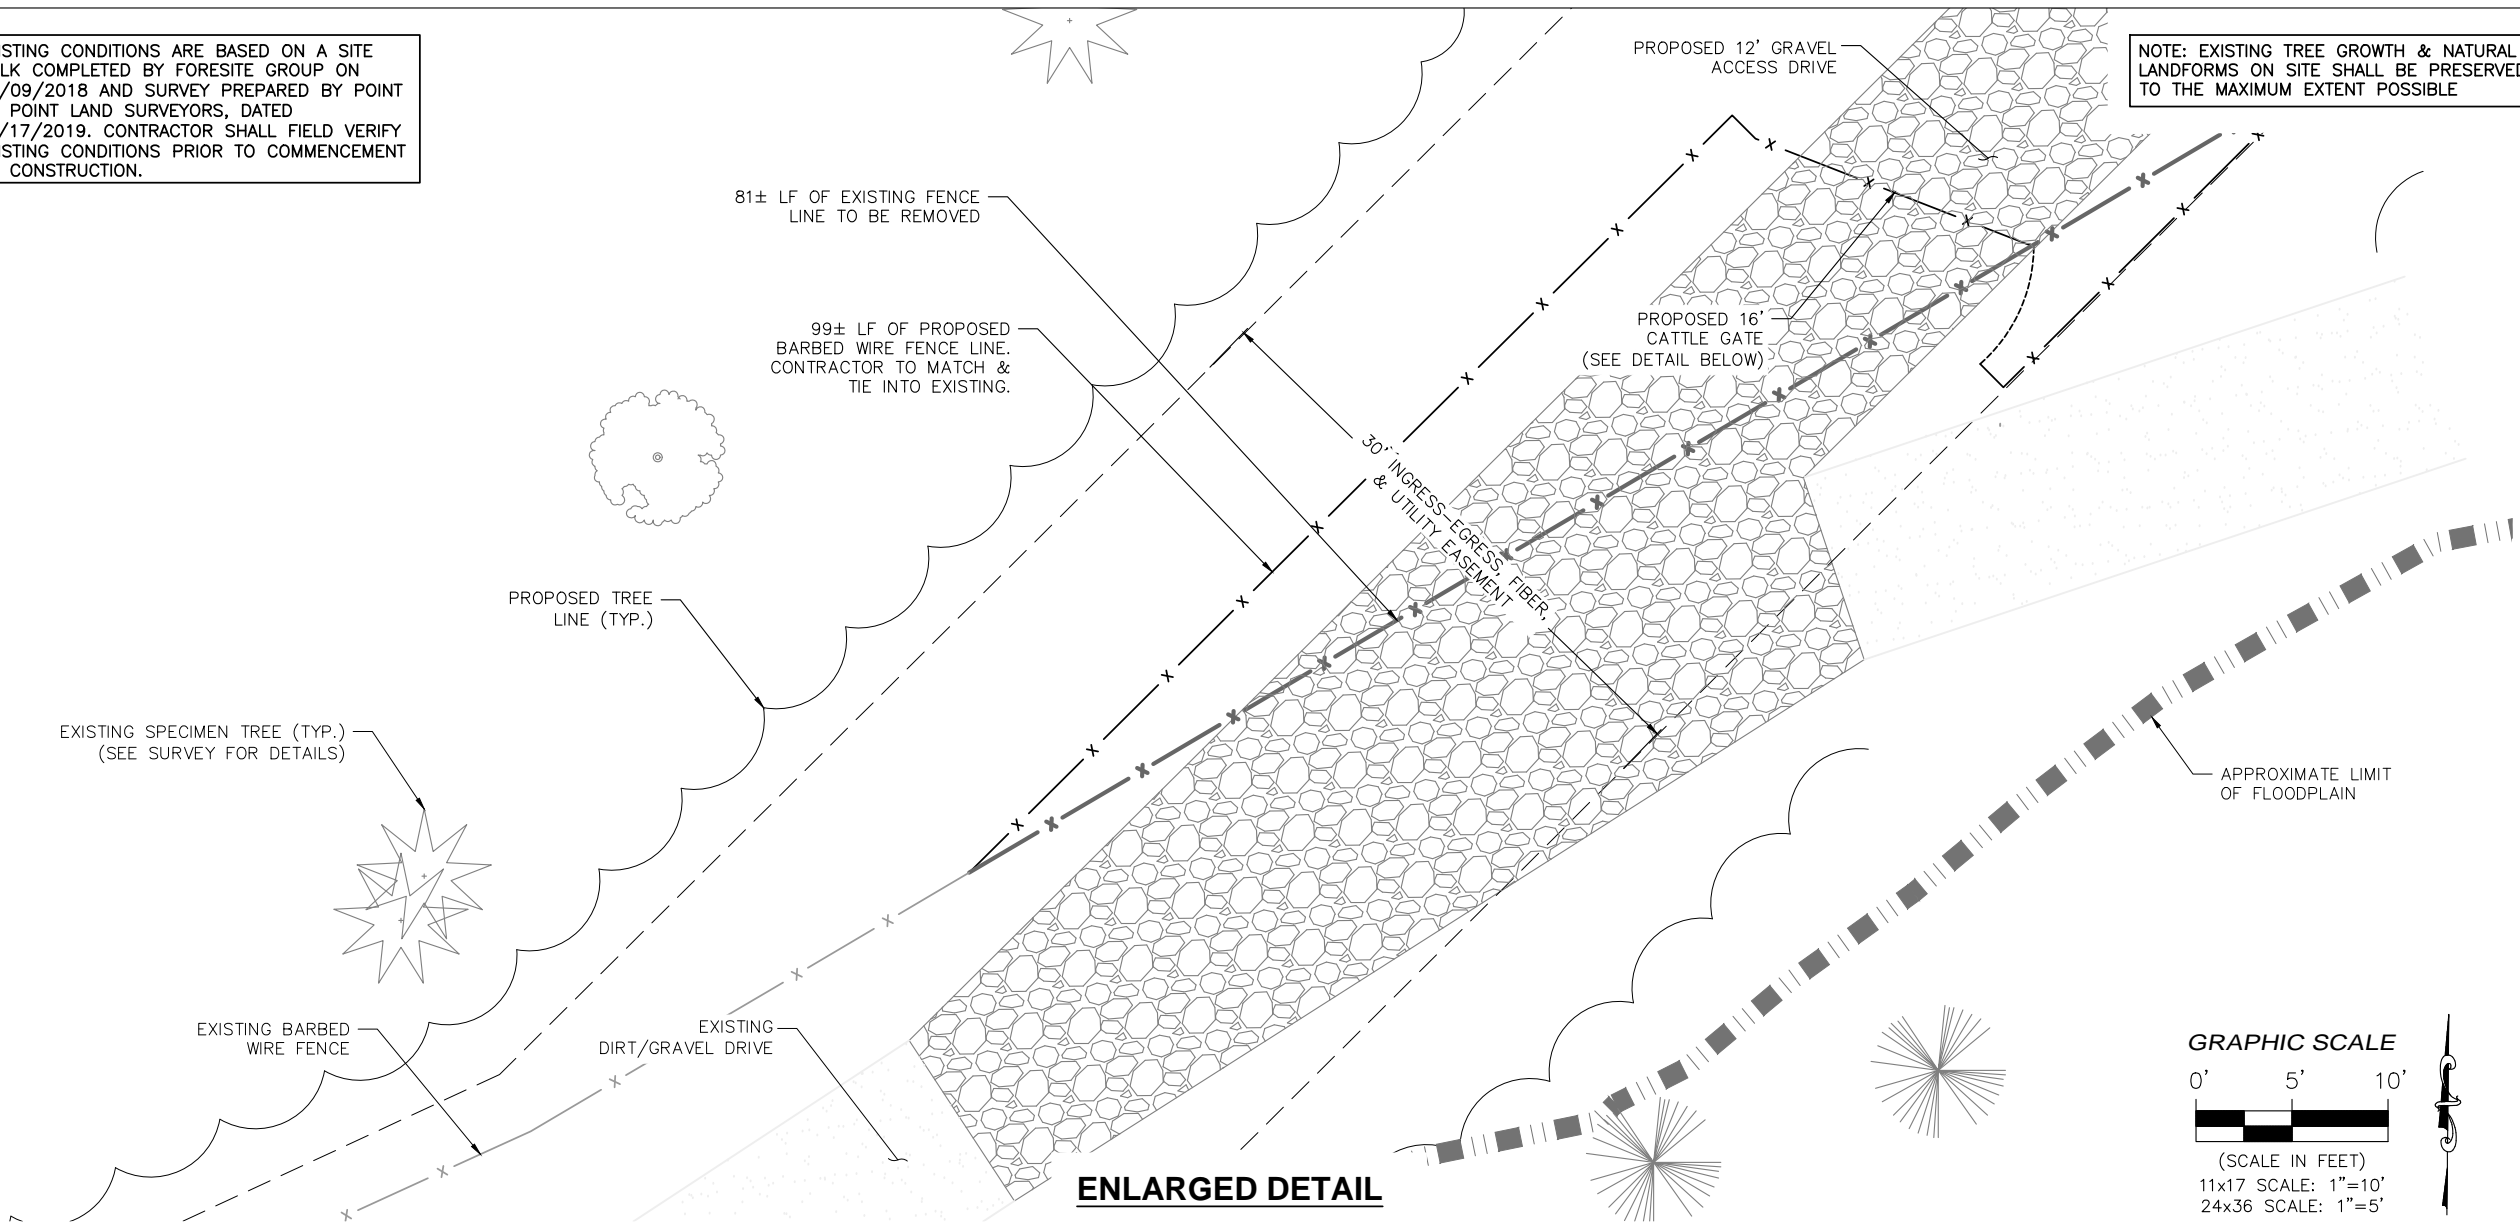 ISTING CONDITIONS ARE BASED ON A SITE
LK COMPLETED BY FORESITE GROUP ON
/09/2018 AND SURVEY PREPARED BY POINT
POINT LAND SURVEYORS, DATED
/17/2019. CONTRACTOR SHALL FIELD VERIFY
ISTING CONDITIONS PRIOR TO COMMENCEMENT
CONSTRUCTION.
PROPOSED 12' GRAVEL
ACCESS DRIVE
NOTE: EXISTING TREE GROWTH & NATURAL
LANDFORMS ON SITE SHALL BE PRESERVED
TO THE MAXIMUM EXTENT POSSIBLE
81± LF OF EXISTING FENCE
LINE TO BE REMOVED
99± LF OF PROPOSED
BARBED WIRE FENCE LINE.
CONTRACTOR TO MATCH &
TIE INTO EXISTING.
PROPOSED 16'
CATTLE GATE
(SEE DETAIL BELOW)
30' INGRESS-EGRESS, FIBER,
& UTILITY EASEMENT
PROPOSED TREE
LINE (TYP.)
EXISTING SPECIMEN TREE (TYP.)
(SEE SURVEY FOR DETAILS)
APPROXIMATE LIMIT
OF FLOODPLAIN
EXISTING BARBED
WIRE FENCE
EXISTING
DIRT/GRAVEL DRIVE
ENLARGED DETAIL
GRAPHIC SCALE
0' 5' 10'
(SCALE IN FEET)
11x17 SCALE: 1"=10'
24x36 SCALE: 1"=5'